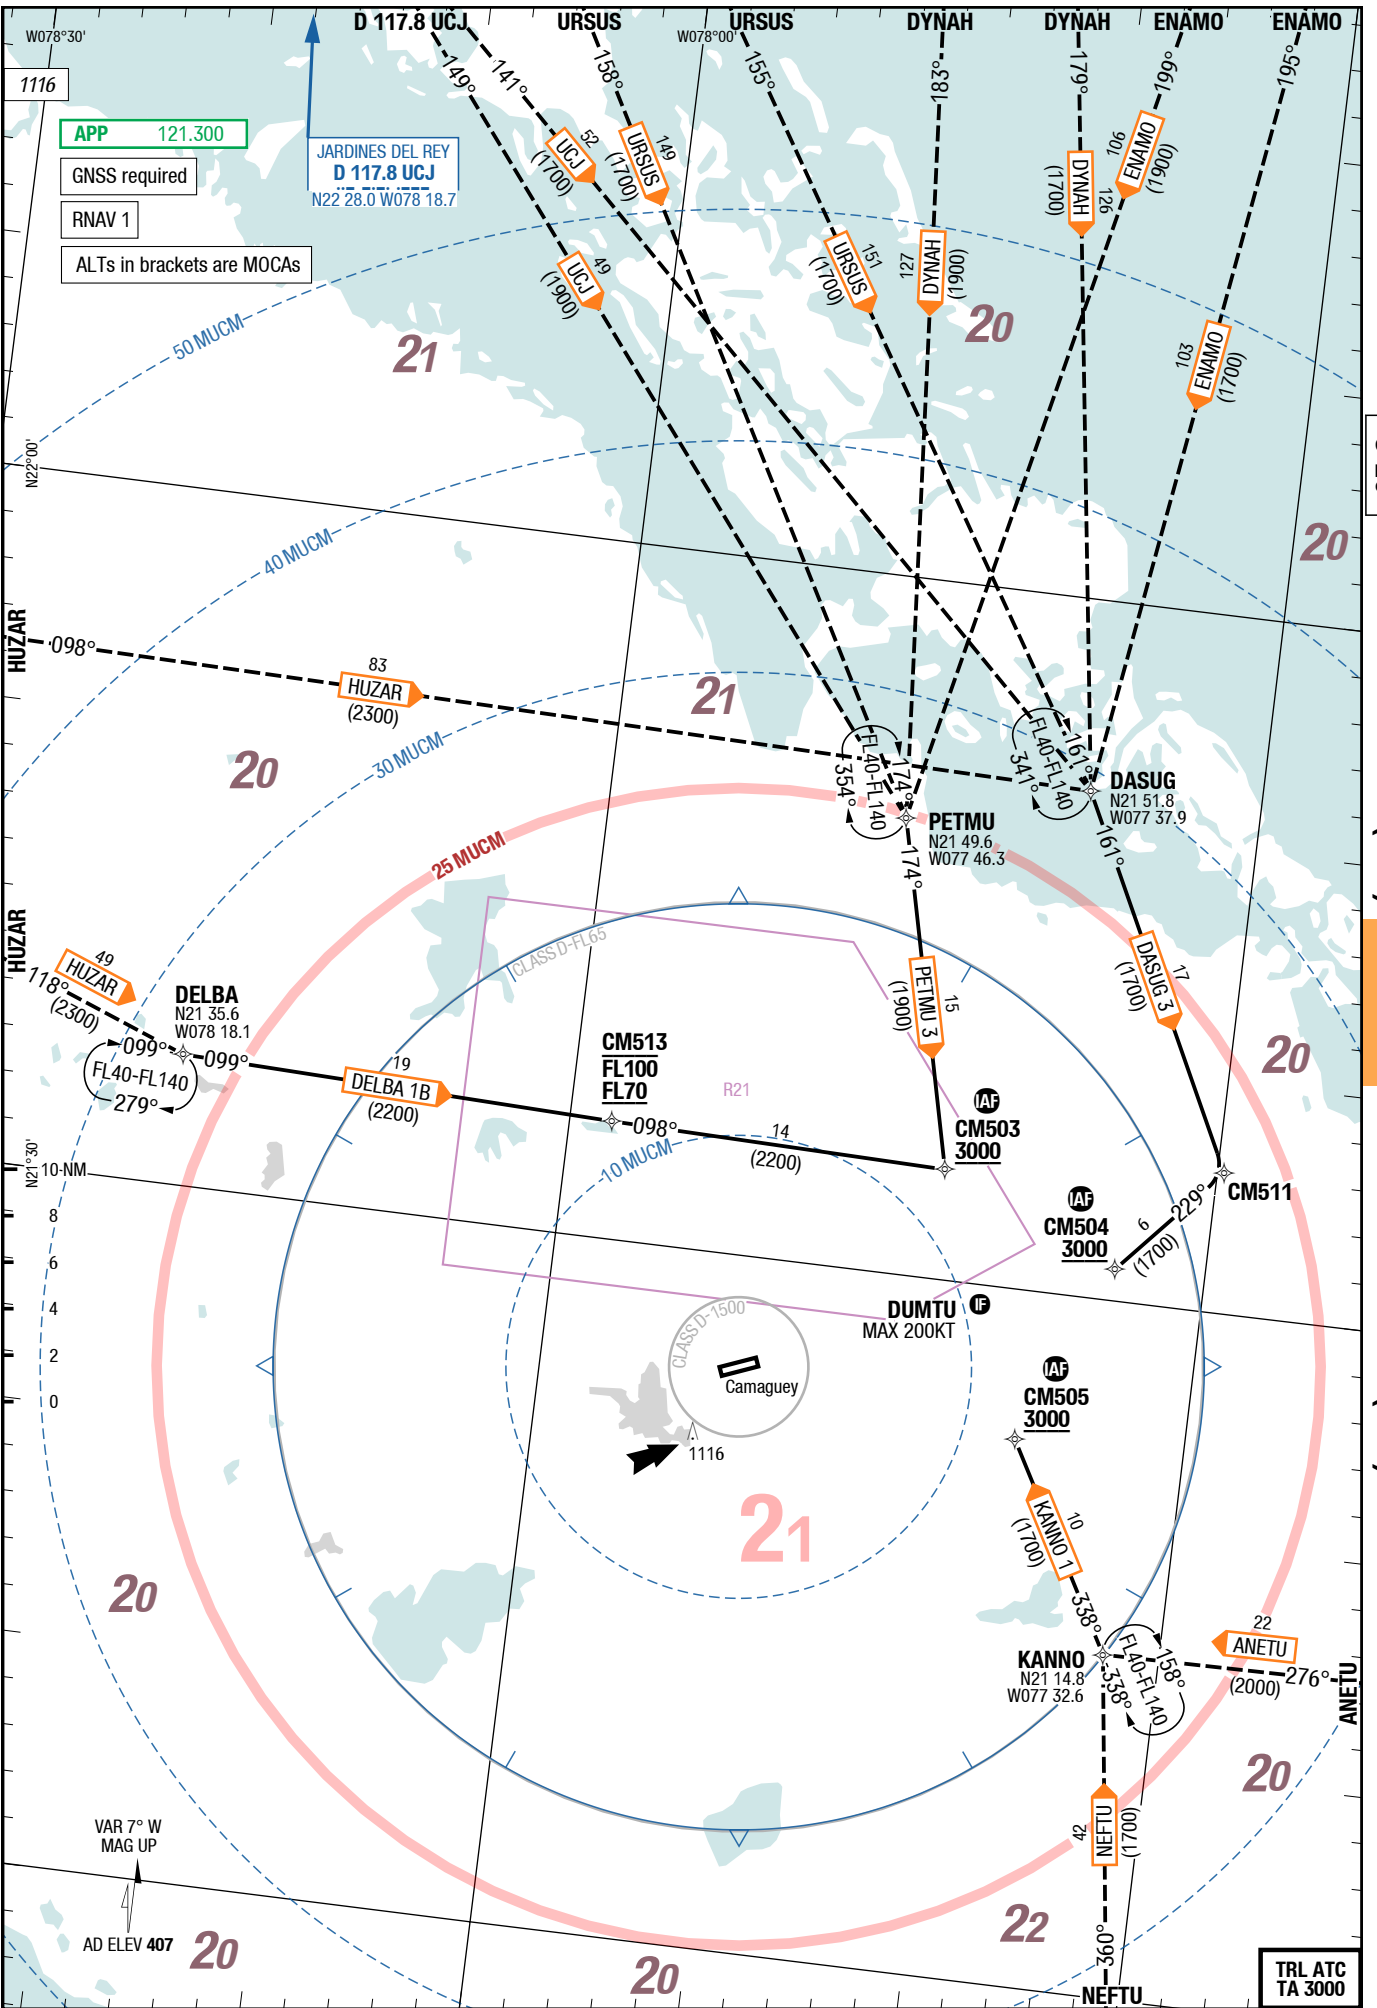 D 117.8 UCJ
URSUS
URSUS
DYNAH
DYNAH
ENAMO
ENAMO
W078°30'
W078°00'
1116
APP 121.300
GNSS required
RNAV 1
ALTs in brackets are MOCAs
JARDINES DEL REY
D 117.8 UCJ
N22 28.0 W078 18.7
149°
141°
158°
155°
183°
179°
199°
195°
52
UCJ
(1700)
149
URSUS
(1700)
49
UCJ
(1900)
151
URSUS
(1700)
127
DYNAH
(1900)
126
DYNAH
(1700)
106
ENAMO
(1900)
103
ENAMO
(1700)
50 MUCM
21
20
N22°00'
40 MUCM
20
HUZAR
098°
83
HUZAR
(2300)
21
30 MUCM
20
FL40-FL140
174°
354°
FL40-FL140
161°
341°
DASUG
N21 51.8
W077 37.9
PETMU
N21 49.6
W077 46.3
174°
161°
25 MUCM
CLASS D-FL65
HUZAR
49
HUZAR
118°
(2300)
DELBA
N21 35.6
W078 18.1
099°
FL40-FL140
279°
099°
19
DELBA 1B
(2200)
CM513
FL100
FL70
R21
098°
14
(2200)
10 MUCM
15
PETMU 3
(1900)
17
DASUG 3
(1700)
20
IAF
CM503
3000
CM511
229°
6
(1700)
IAF
CM504
3000
N21°30'
10 NM
8
6
4
2
0
DUMTU IF
MAX 200KT
CLASS D-1500
Camaguey
1116
IAF
CM505
3000
21
10
KANNO 1
(1700)
338°
20
KANNO
N21 14.8
W077 32.6
FL40-FL140
158°
338°
22
ANETU
(2000)
276°
ANETU
20
42
NEFTU
(1700)
360°
NEFTU
VAR 7° W
MAG UP
AD ELEV 407
20
20
22
TRL ATC
TA 3000